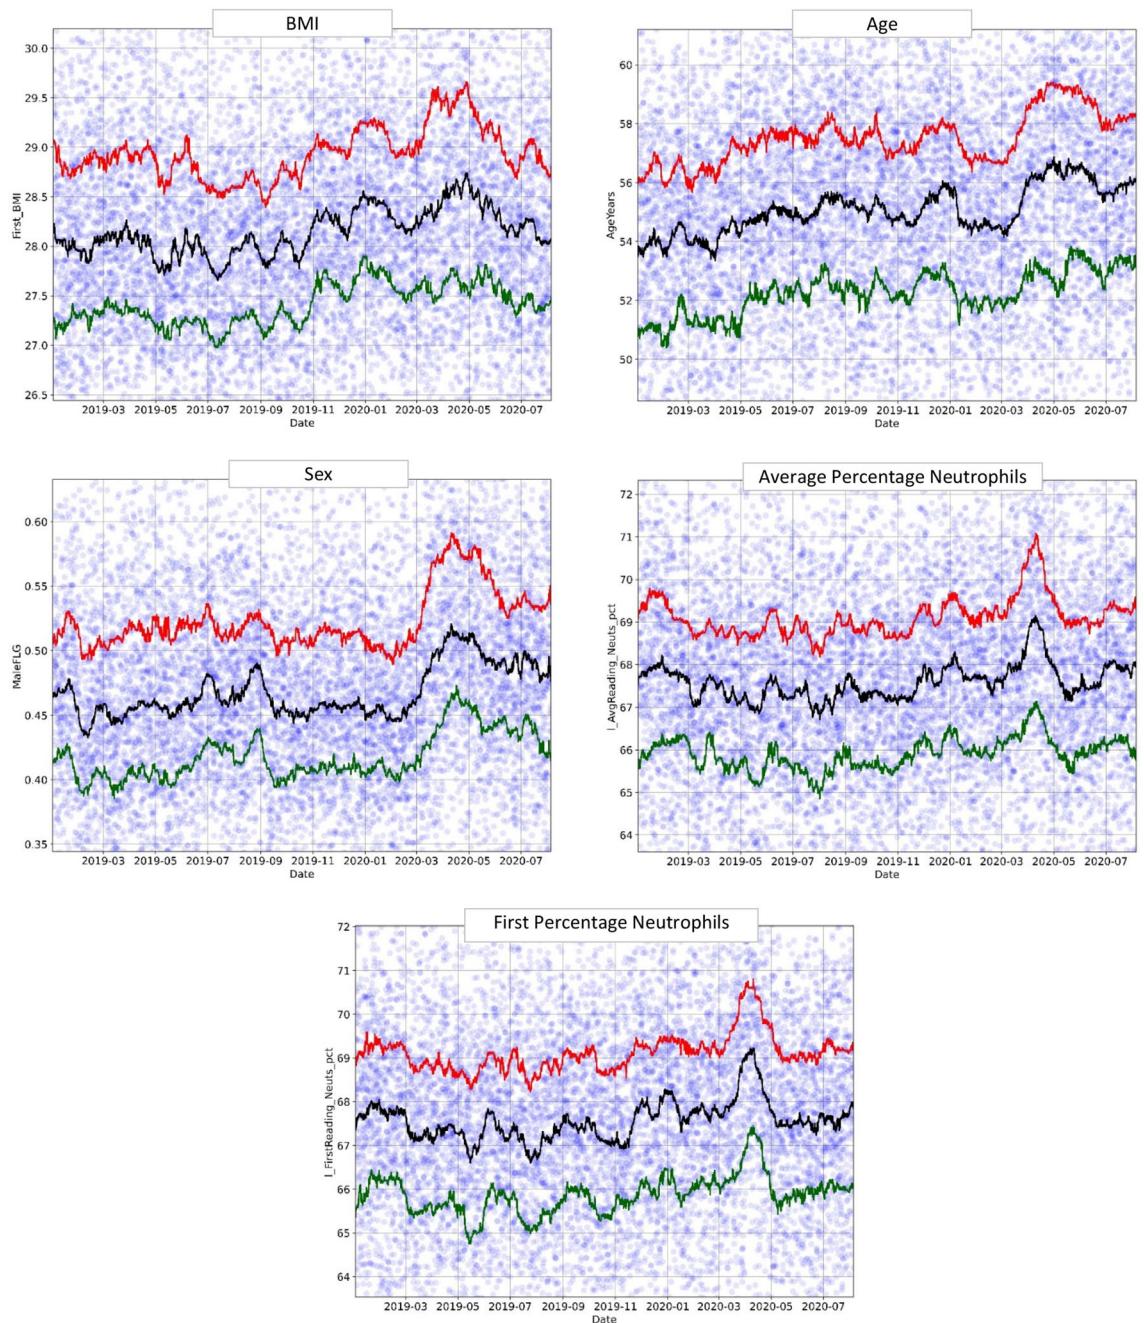 BMI
30.0
29.5
29.0
28.5
28.0
27.5
27.0
26.5
First_BMI
2019-03 2019-05 2019-07 2019-09 2019-11 2020-01 2020-03 2020-05 2020-07
Date
Age
60
58
56
54
52
50
AgeYears
2019-03 2019-05 2019-07 2019-09 2019-11 2020-01 2020-03 2020-05 2020-07
Date
Sex
0.60
0.55
0.50
0.45
0.40
0.35
MaleFLG
2019-03 2019-05 2019-07 2019-09 2019-11 2020-01 2020-03 2020-05 2020-07
Date
Average Percentage Neutrophils
72
71
70
69
68
67
66
65
64
I_AvgReading_Neuts_pct
2019-03 2019-05 2019-07 2019-09 2019-11 2020-01 2020-03 2020-05 2020-07
Date
First Percentage Neutrophils
72
71
70
69
68
67
66
65
64
I_FirstReading_Neuts_pct
2019-03 2019-05 2019-07 2019-09 2019-11 2020-01 2020-03 2020-05 2020-07
Date